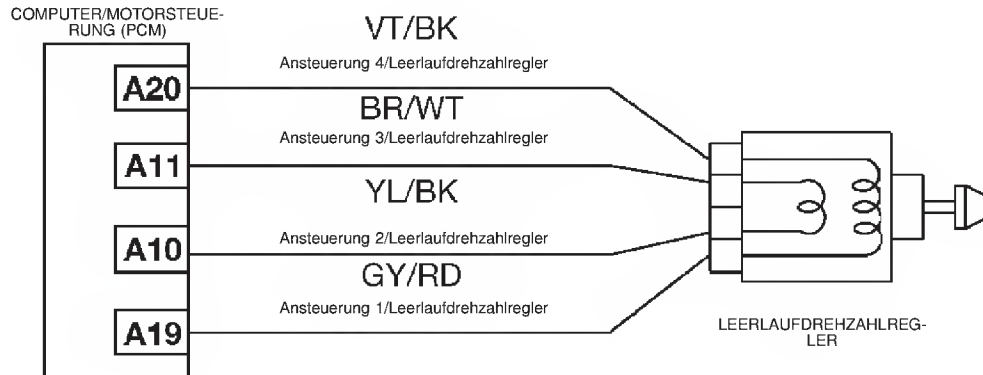 COMPUTER/MOTORSTEUE-
RUNG (PCM)
VT/BK
Ansteuerung 4/Leerlaufdrehzahlregler
A20
BR/WT
Ansteuerung 3/Leerlaufdrehzahlregler
A11
YL/BK
Ansteuerung 2/Leerlaufdrehzahlregler
A10
GY/RD
Ansteuerung 1/Leerlaufdrehzahlregler
A19
LEERLAUFDREHZAHLREG-
LER